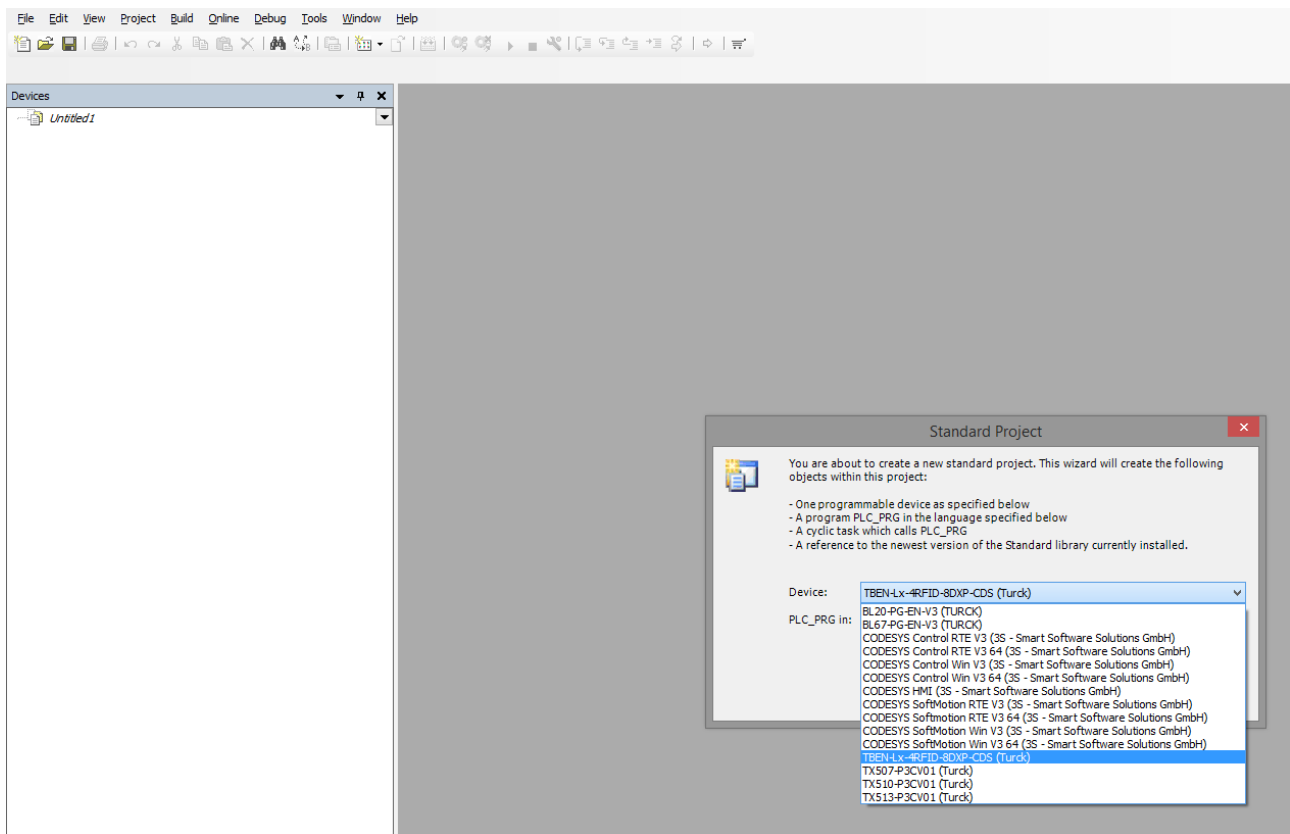 File Edit View Project Build Online Debug Tools Window Help
Devices
Untitled1
Standard Project
You are about to create a new standard project. This wizard will create the following
objects within this project:
- One programmable device as specified below
- A program PLC_PRG in the language specified below
- A cyclic task which calls PLC_PRG
- A reference to the newest version of the Standard library currently installed.
Device: TBEN-Lx-4RFID-8DXP-CDS (Turck)
PLC_PRG in:
BL20-PG-EN-V3 (TURCK)
BL67-PG-EN-V3 (TURCK)
CODESYS Control RTE V3 (3S - Smart Software Solutions GmbH)
CODESYS Control RTE V3 64 (3S - Smart Software Solutions GmbH)
CODESYS Control Win V3 (3S - Smart Software Solutions GmbH)
CODESYS Control Win V3 64 (3S - Smart Software Solutions GmbH)
CODESYS HMI (3S - Smart Software Solutions GmbH)
CODESYS SoftMotion RTE V3 (3S - Smart Software Solutions GmbH)
CODESYS Softmotion RTE V3 64 (3S - Smart Software Solutions GmbH)
CODESYS SoftMotion Win V3 (3S - Smart Software Solutions GmbH)
CODESYS SoftMotion Win V3 64 (3S - Smart Software Solutions GmbH)
TBEN-Lx-4RFID-8DXP-CDS (Turck)
TX507-P3CV01 (Turck)
TX510-P3CV01 (Turck)
TX513-P3CV01 (Turck)